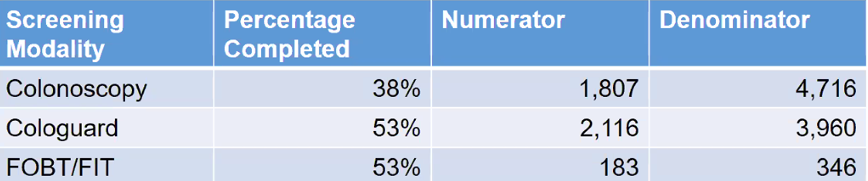 Screening Modality Percentage Completed Numerator Denominator
Colonoscopy 38% 1,807 4,716
Cologuard 53% 2,116 3,960
FOBT/FIT 53% 183 346